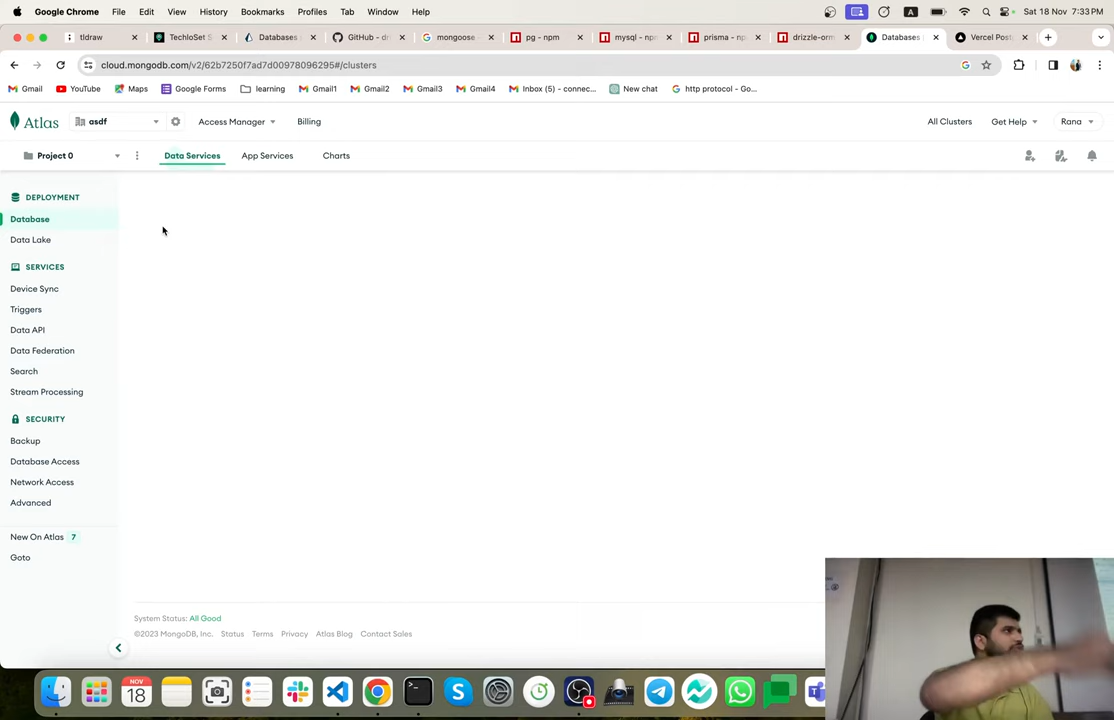 Google Chrome File Edit View History Bookmarks Profiles Tab Window Help A Sat 18 Nov 7:33 PM
tldraw TechloSet S Databases GitHub - dr mongoose - pg - npm mysql - npm prisma - np drizzle-orm Databases Vercel Post
cloud.mongodb.com/v2/62b7250f7ad7d00978096295#/clusters
Gmail YouTube Maps Google Forms learning Gmail1 Gmail2 Gmail3 Gmail4 Inbox (5) - connec... New chat http protocol - Go...
Atlas asdf Access Manager Billing All Clusters Get Help Rana
Project 0 Data Services App Services Charts
DEPLOYMENT
Database
Data Lake
SERVICES
Device Sync
Triggers
Data API
Data Federation
Search
Stream Processing
SECURITY
Backup
Database Access
Network Access
Advanced
New On Atlas 7
Goto
System Status: All Good
©2023 MongoDB, Inc. Status Terms Privacy Atlas Blog Contact Sales
NOV
18